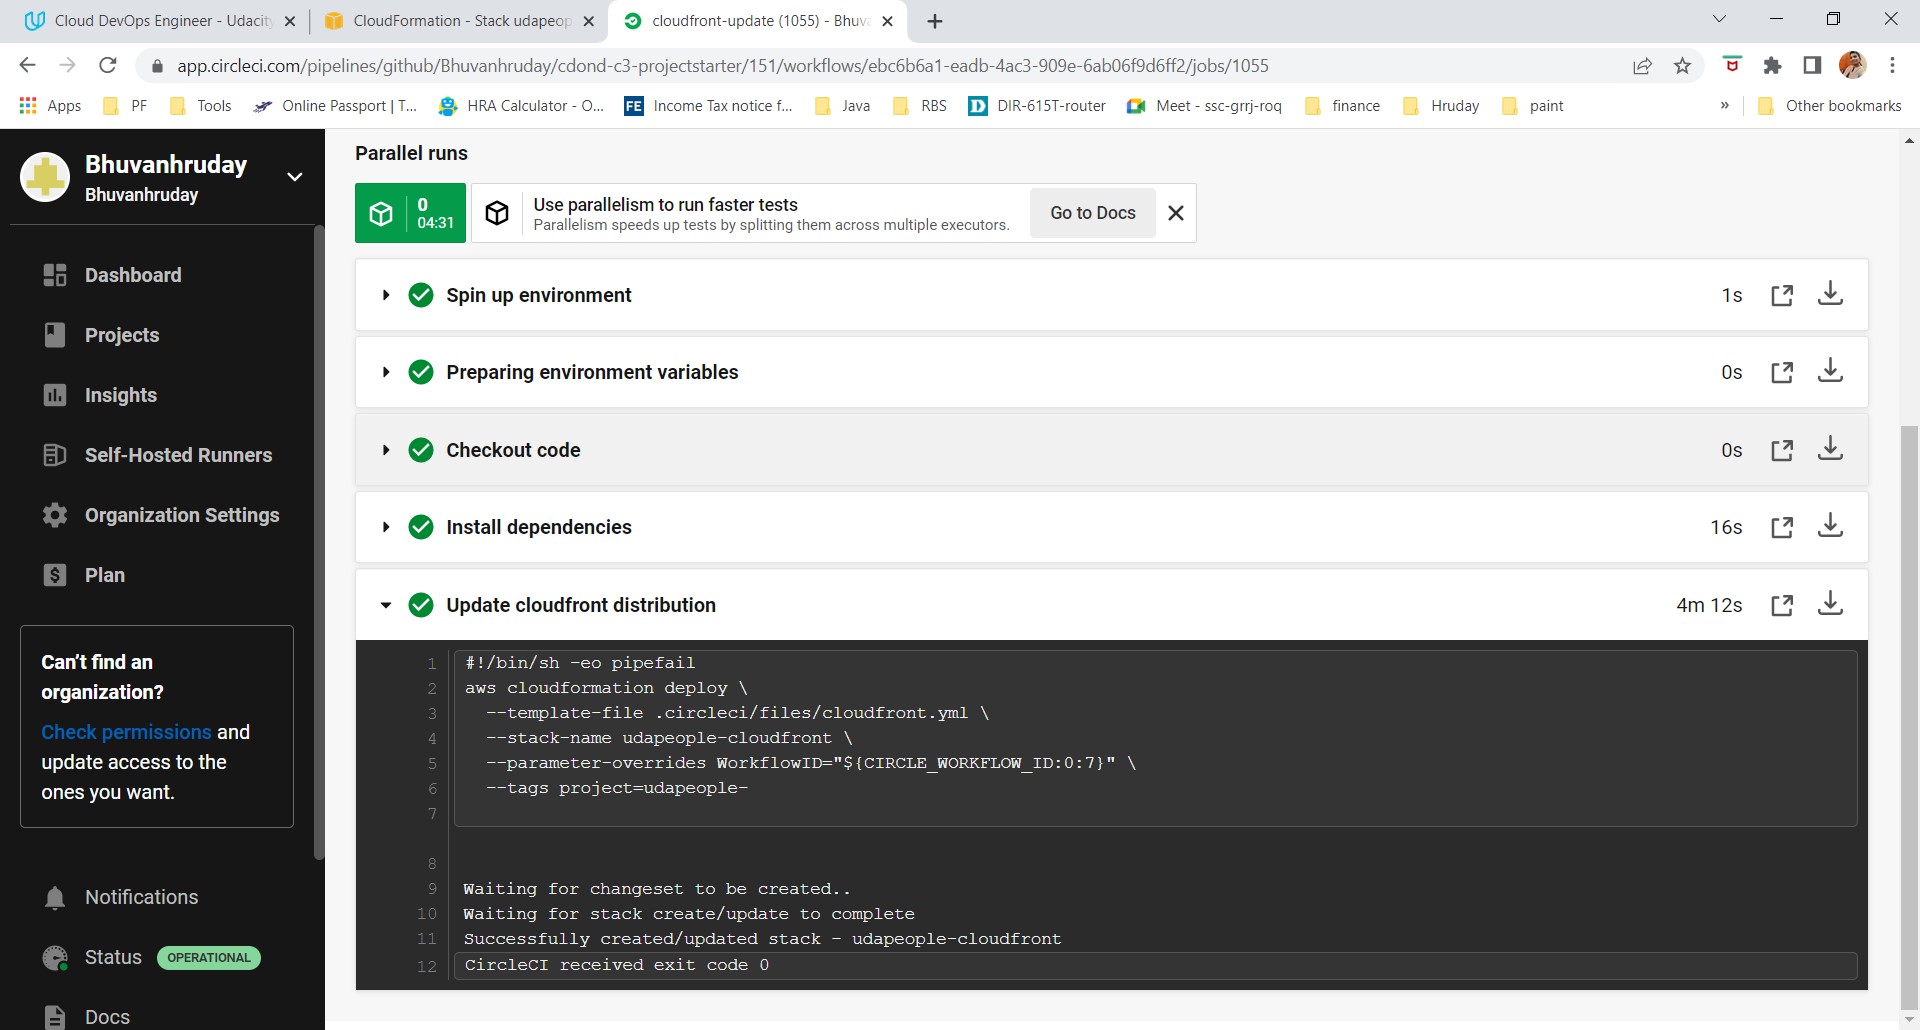 Cloud DevOps Engineer - Udacity
CloudFormation - Stack udapeop
cloudfront-update (1055) - Bhuva
app.circleci.com/pipelines/github/Bhuvanhruday/cdond-c3-projectstarter/151/workflows/ebc6b6a1-eadb-4ac3-909e-6ab06f9d6ff2/jobs/1055
Apps
PF
Tools
Online Passport | T...
HRA Calculator - O...
FE Income Tax notice f...
Java
RBS
D DIR-615T-router
Meet - ssc-grrj-roq
finance
Hruday
paint
»
Other bookmarks
Bhuvanhruday
Bhuvanhruday
Dashboard
Projects
Insights
Self-Hosted Runners
Organization Settings
Plan
Can't find an
organization?
Check permissions and
update access to the
ones you want.
Notifications
Status OPERATIONAL
Docs
Parallel runs
0
04:31
Use parallelism to run faster tests
Parallelism speeds up tests by splitting them across multiple executors.
Go to Docs
Spin up environment 1s
Preparing environment variables 0s
Checkout code 0s
Install dependencies 16s
Update cloudfront distribution 4m 12s
1 #!/bin/sh -eo pipefail
2 aws cloudformation deploy \
3 --template-file .circleci/files/cloudfront.yml \
4 --stack-name udapeople-cloudfront \
5 --parameter-overrides WorkflowID="${CIRCLE_WORKFLOW_ID:0:7}" \
6 --tags project=udapeople-
7
8
9 Waiting for changeset to be created..
10 Waiting for stack create/update to complete
11 Successfully created/updated stack - udapeople-cloudfront
12 CircleCI received exit code 0